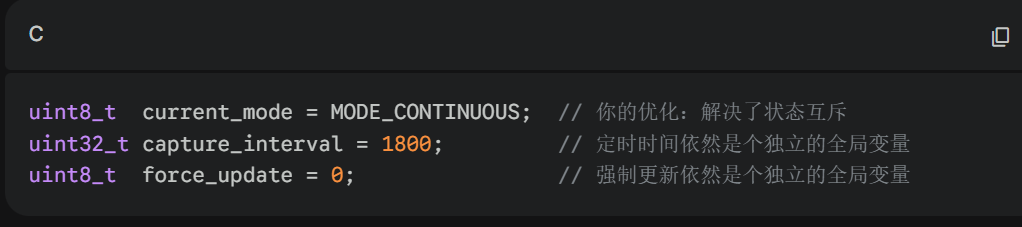 C
uint8_t  current_mode = MODE_CONTINUOUS;  // 你的优化：解决了状态互斥
uint32_t capture_interval = 1800;         // 定时时间依然是个独立的全局变量
uint8_t  force_update = 0;                // 强制更新依然是个独立的全局变量